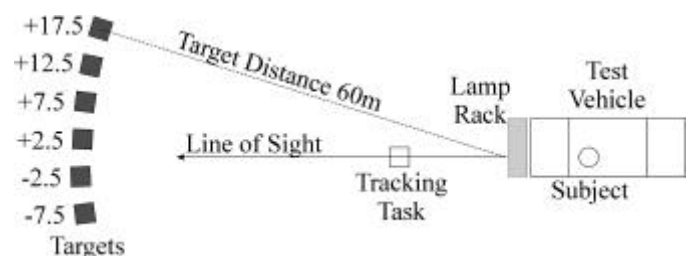 +17.5
+12.5
+7.5
+2.5
-2.5
-7.5
Targets
Target Distance 60m
Line of Sight
Tracking
Task
Lamp
Rack
Test
Vehicle
Subject